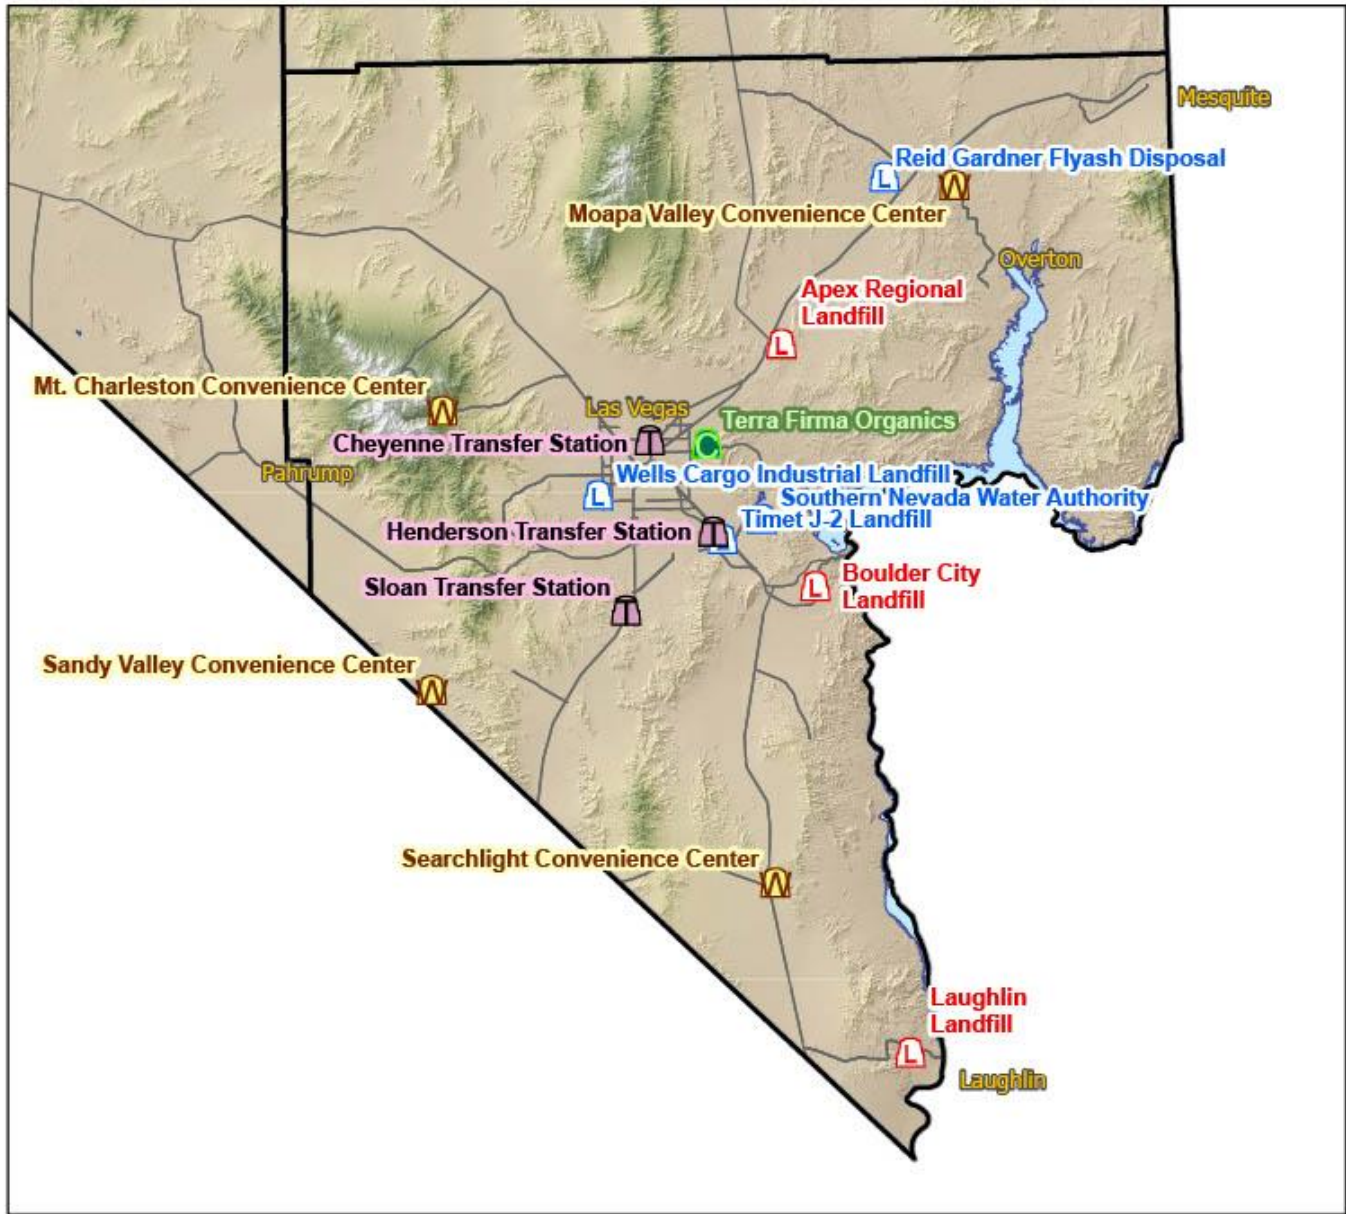 Mesquite
Reid Gardner Flyash Disposal
L
Moapa Valley Convenience Center
Overton
Apex Regional
Landfill
L
Mt. Charleston Convenience Center
Las Vegas
Terra Firma Organics
C
Cheyenne Transfer Station
Pahrump
Wells Cargo Industrial Landfill
L
Southern Nevada Water Authority
Timet J-2 Landfill
Henderson Transfer Station
L
Boulder City
Landfill
L
Sloan Transfer Station
Sandy Valley Convenience Center
Searchlight Convenience Center
Laughlin
Landfill
L
Laughlin